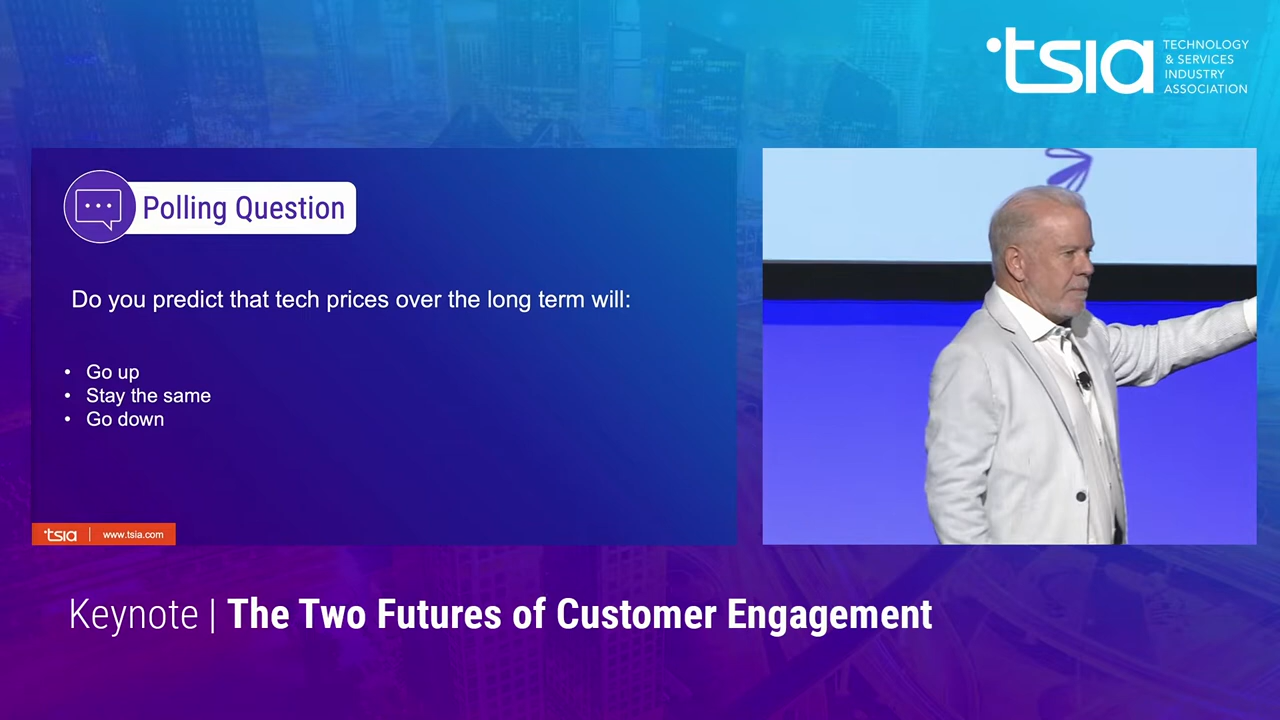 tsia
TECHNOLOGY
& SERVICES
INDUSTRY
ASSOCIATION
Polling Question
Do you predict that tech prices over the long term will:
• Go up
• Stay the same
• Go down
tsia | www.tsia.com
Keynote | The Two Futures of Customer Engagement